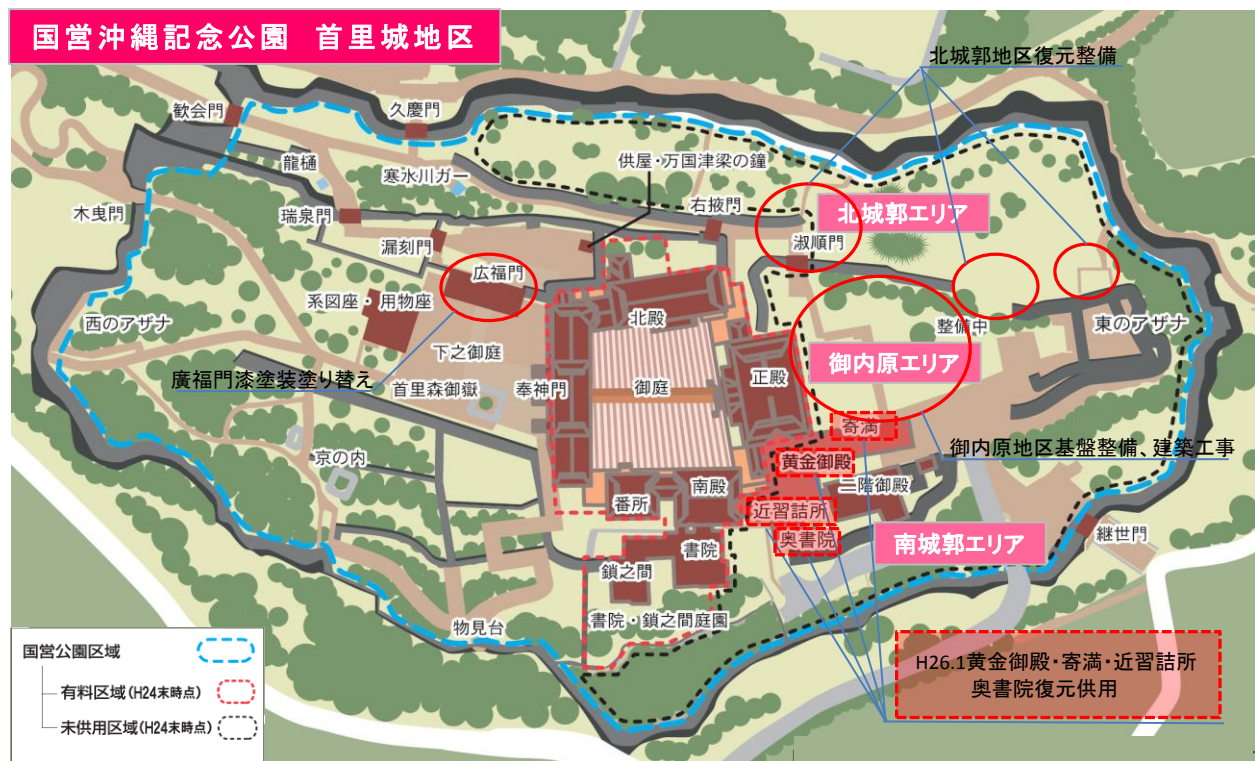 国営沖縄記念公園 首里城地区
北城郭地区復元整備
歓会門
久慶門
龍樋
寒水川ガー
供屋・万国津梁の鐘
木曳門
瑞泉門
右掖門
北城郭エリア
漏刻門
淑順門
広福門
系図座・用物座
北殿
整備中
西のアザナ
東のアザナ
下之御庭
御内原エリア
廣福門漆塗装塗り替え
首里森御嶽
奉神門
御庭
正殿
寄満
御内原地区基盤整備、建築工事
京の内
黄金御殿
二階御殿
南殿
番所
近習詰所
継世門
奥書院
南城郭エリア
書院
鎖之間
書院・鎖之間庭園
物見台
国営公園区域
有料区域(H24末時点)
未供用区域(H24末時点)
H26.1黄金御殿・寄満・近習詰所
奥書院復元供用